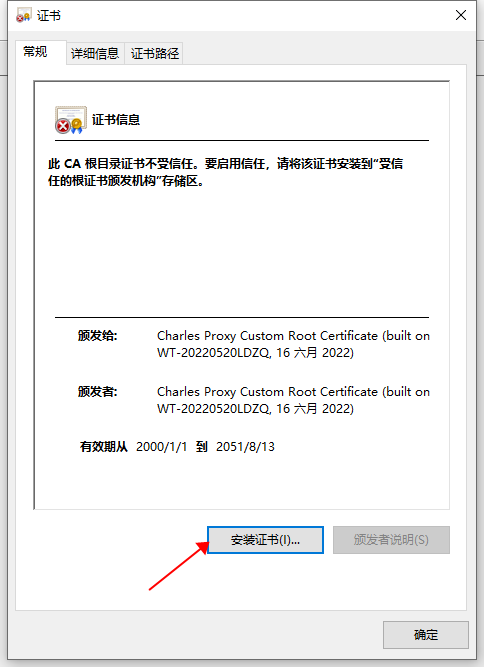 证书
常规 详细信息 证书路径
证书信息
此 CA 根目录证书不受信任。要启用信任，请将该证书安装到“受信
任的根证书颁发机构”存储区。
颁发给: Charles Proxy Custom Root Certificate (built on
WT-20220520LDZQ, 16 六月 2022)
颁发者: Charles Proxy Custom Root Certificate (built on
WT-20220520LDZQ, 16 六月 2022)
有效期从 2000/1/1 到 2051/8/13
安装证书(I)... 颁发者说明(S)
确定